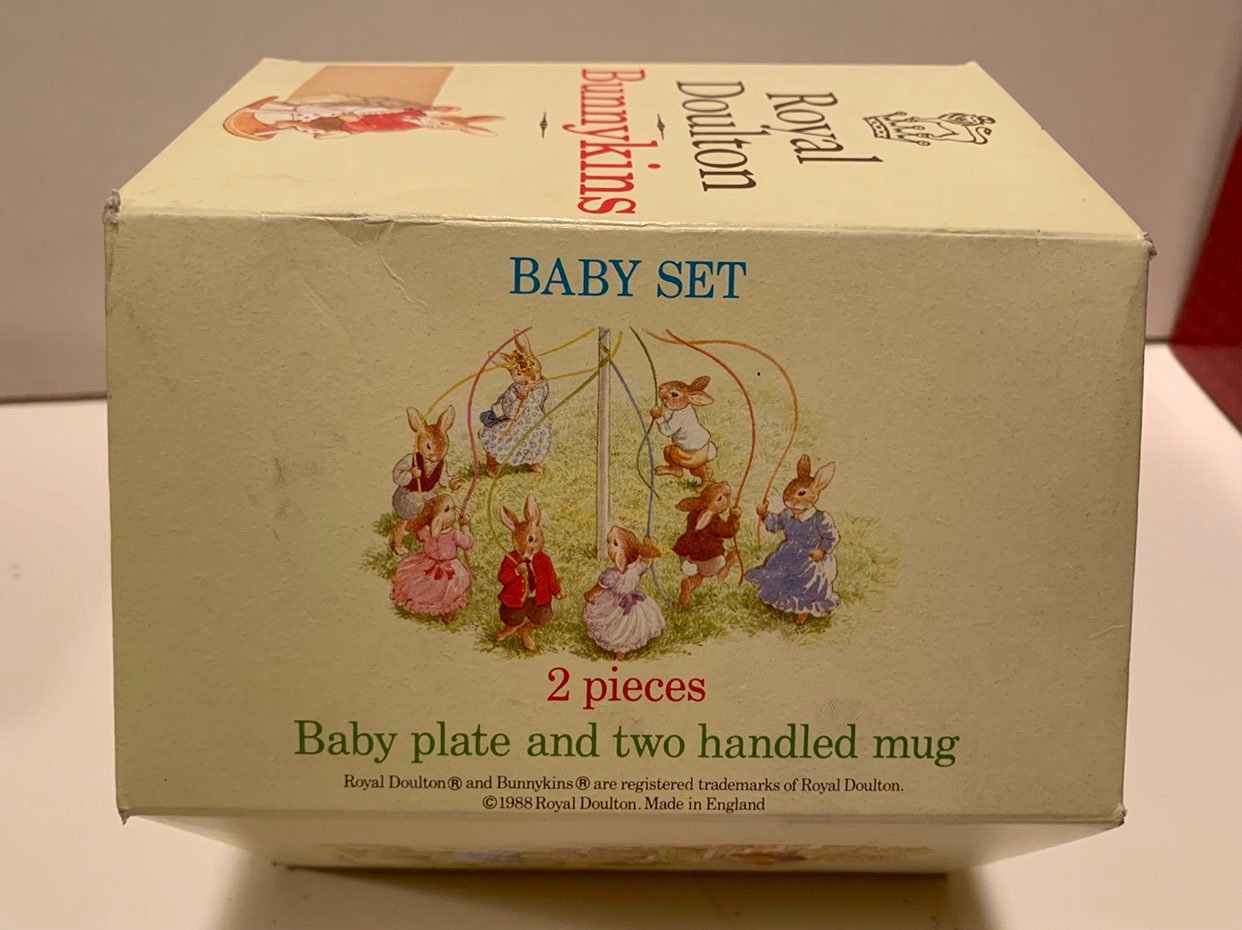 Royal
Doulton
Bunnykins
BABY SET
2 pieces
Baby plate and two handled mug
Royal Doulton® and Bunnykins® are registered trademarks of Royal Doulton.
©1988 Royal Doulton. Made in England